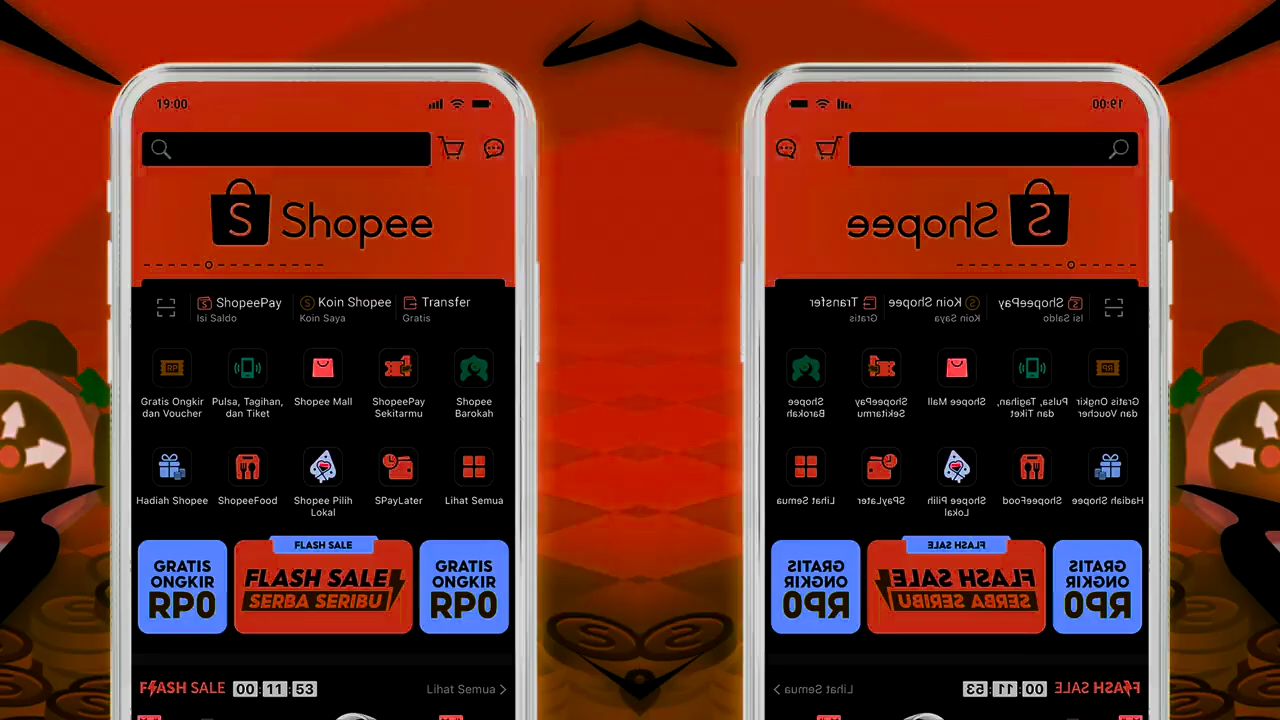 19:00
Shopee
ShopeePay
Isi Saldo
Koin Shopee
Koin Saya
Transfer
Gratis
Gratis Ongkir
dan Voucher
Pulsa, Tagihan,
dan Tiket
Shopee Mall
ShopeePay
Sekitarmu
Shopee
Barokah
Hadiah Shopee
ShopeeFood
Shopee Pilih
Lokal
SPayLater
Lihat Semua
GRATIS
ONGKIR
RP0
FLASH SALE
FLASH SALE
SERBA SERIBU
GRATIS
ONGKIR
RP0
FLASH SALE 00:11:53
Lihat Semua
19:00
Shopee
Transfer
Gratis
Koin Shopee
Koin Saya
ShopeePay
Isi Saldo
Shopee
Barokah
ShopeePay
Sekitarmu
Shopee Mall
Pulsa, Tagihan,
dan Tiket
Gratis Ongkir
dan Voucher
Lihat Semua
SPayLater
Shopee Pilih
Lokal
ShopeeFood
Hadiah Shopee
GRATIS
ONGKIR
RP0
FLASH SALE
FLASH SALE
SERBA SERIBU
GRATIS
ONGKIR
RP0
Lihat Semua
FLASH SALE 00:11:53